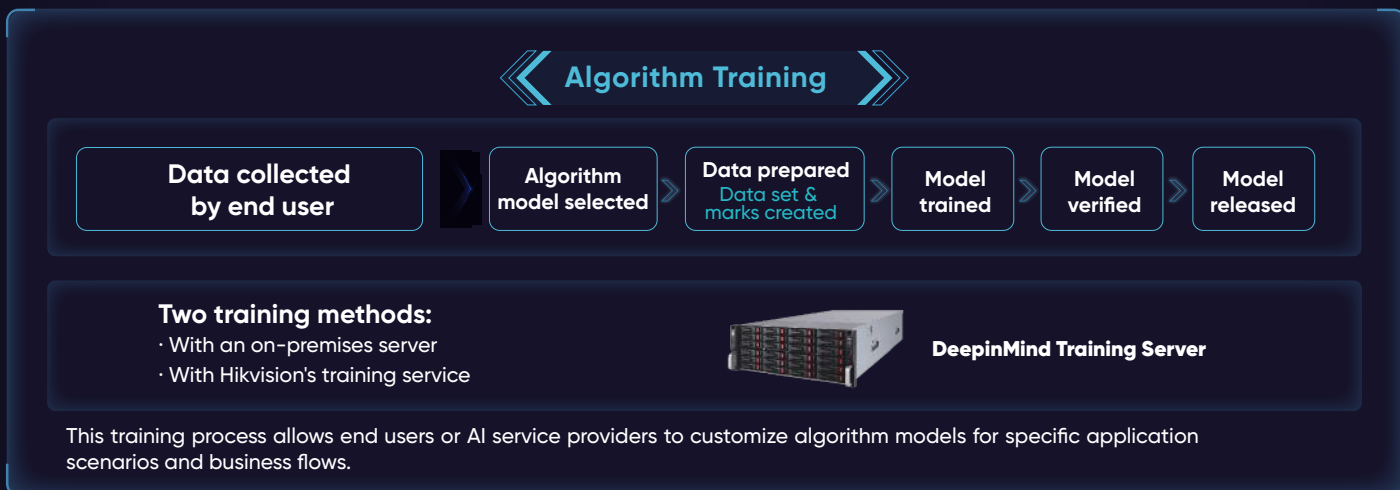 Algorithm Training
Data collected
by end user
Algorithm
model selected
Data prepared
Data set &
marks created
Model
trained
Model
verified
Model
released
Two training methods:
· With an on-premises server
· With Hikvision's training service
DeepinMind Training Server
This training process allows end users or AI service providers to customize algorithm models for specific application
scenarios and business flows.